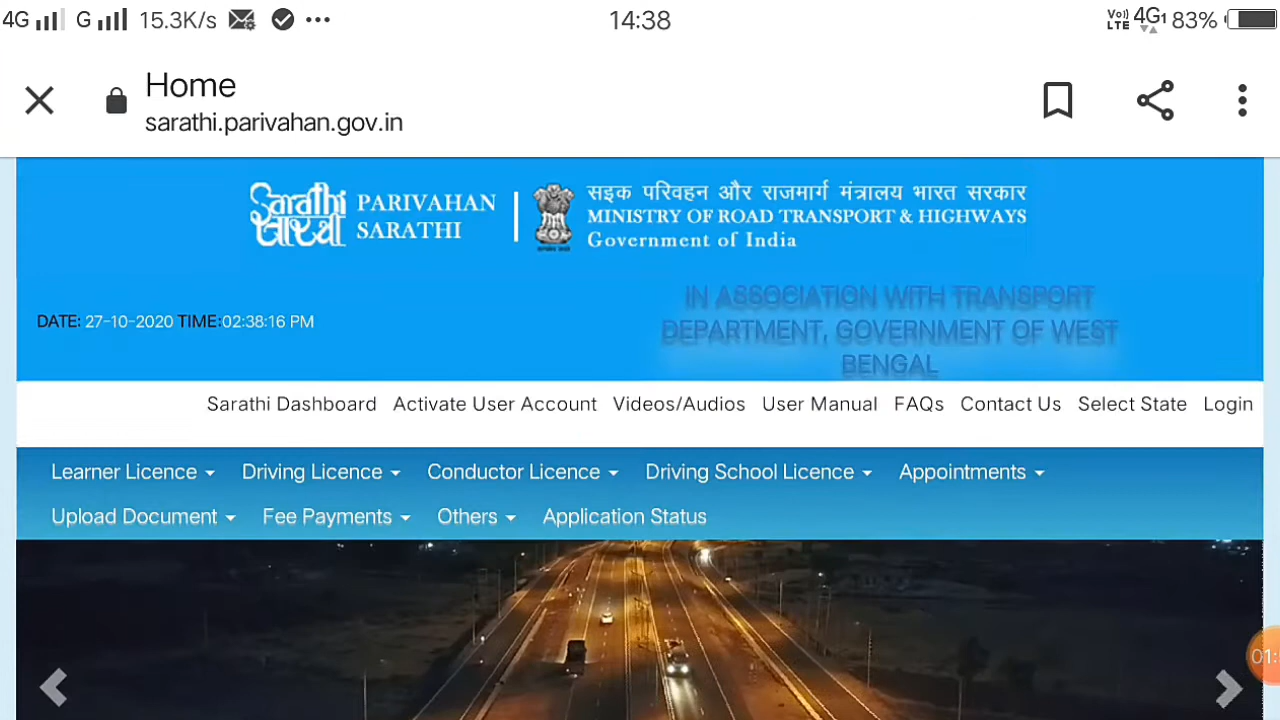 4G G 15.3K/s 14:38 Vo) LTE 4G1 83%
Home
sarathi.parivahan.gov.in
Sarathi सारथी PARIVAHAN SARATHI
सड़क परिवहन और राजमार्ग मंत्रालय भारत सरकार
MINISTRY OF ROAD TRANSPORT & HIGHWAYS
Government of India
IN ASSOCIATION WITH TRANSPORT
DEPARTMENT, GOVERNMENT OF WEST
BENGAL
DATE: 27-10-2020 TIME:02:38:16 PM
Sarathi Dashboard Activate User Account Videos/Audios User Manual FAQs Contact Us Select State Login
Learner Licence Driving Licence Conductor Licence Driving School Licence Appointments
Upload Document Fee Payments Others Application Status